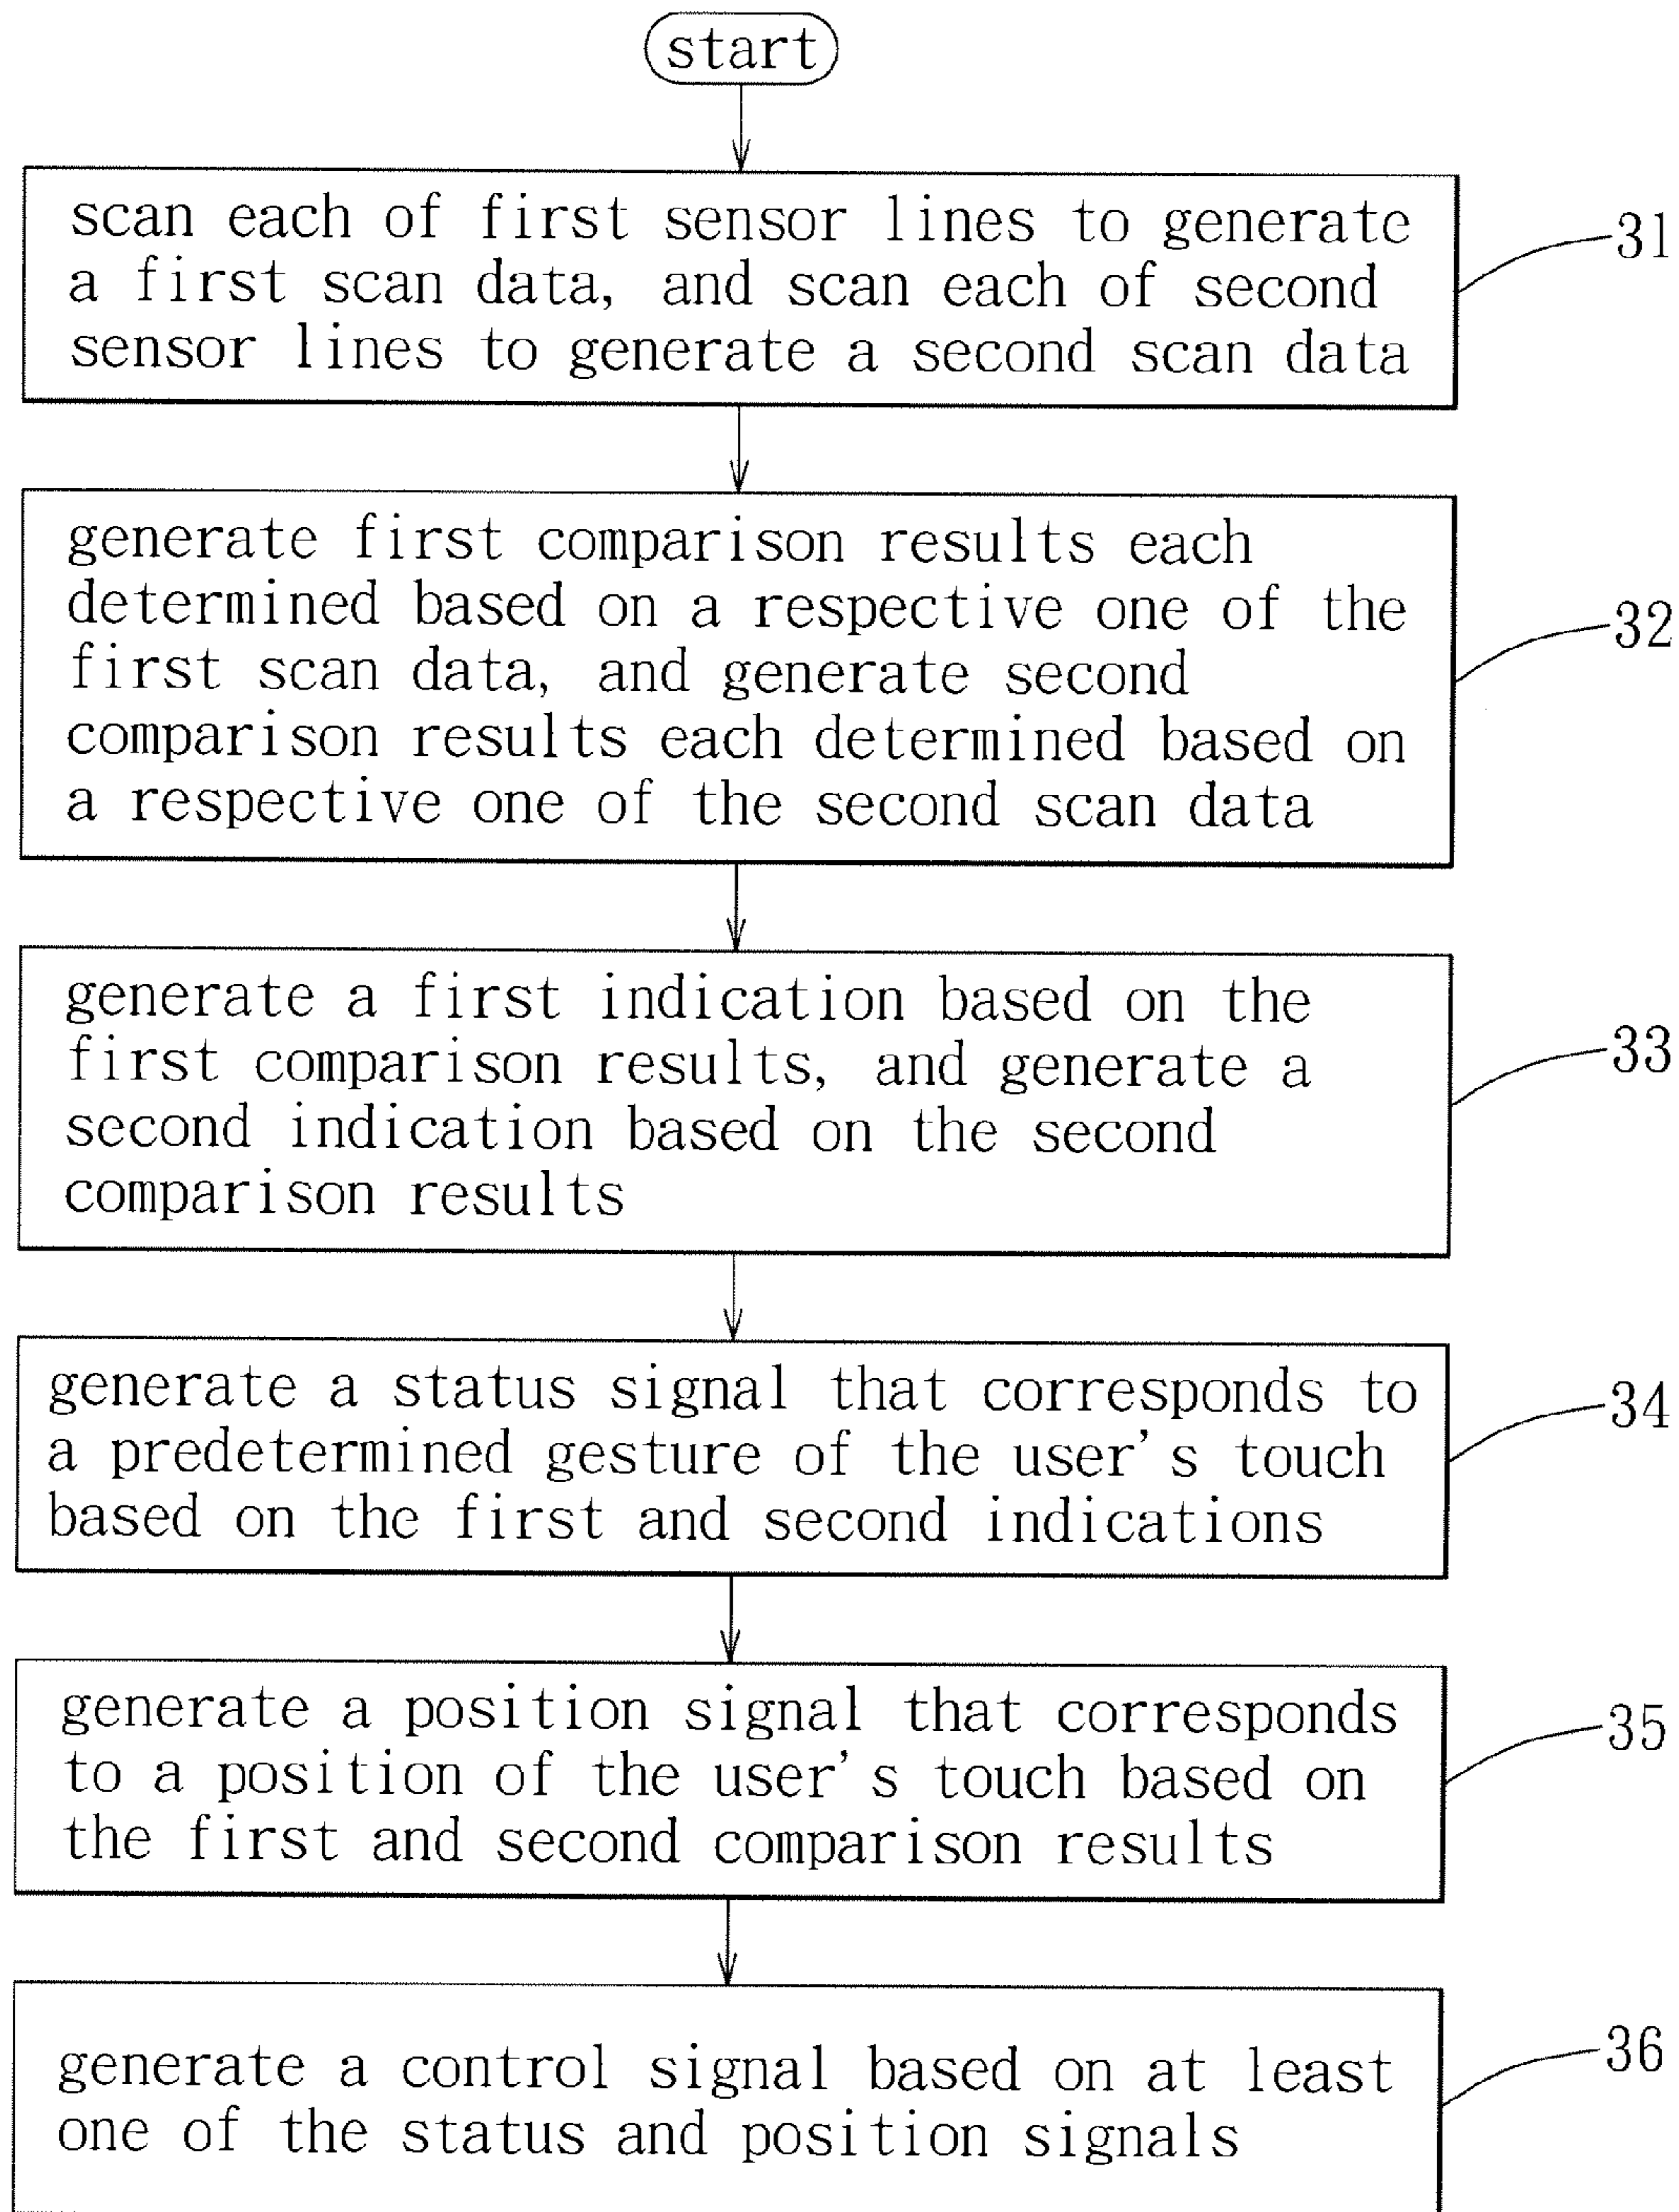 start
scan each of first sensor lines to generate
a first scan data, and scan each of second
sensor lines to generate a second scan data
31
generate first comparison results each
determined based on a respective one of the
first scan data, and generate second
comparison results each determined based on
a respective one of the second scan data
32
generate a first indication based on the
first comparison results, and generate a
second indication based on the second
comparison results
33
generate a status signal that corresponds to
a predetermined gesture of the user's touch
based on the first and second indications
34
generate a position signal that corresponds
to a position of the user's touch based on
the first and second comparison results
35
generate a control signal based on at least
one of the status and position signals
36